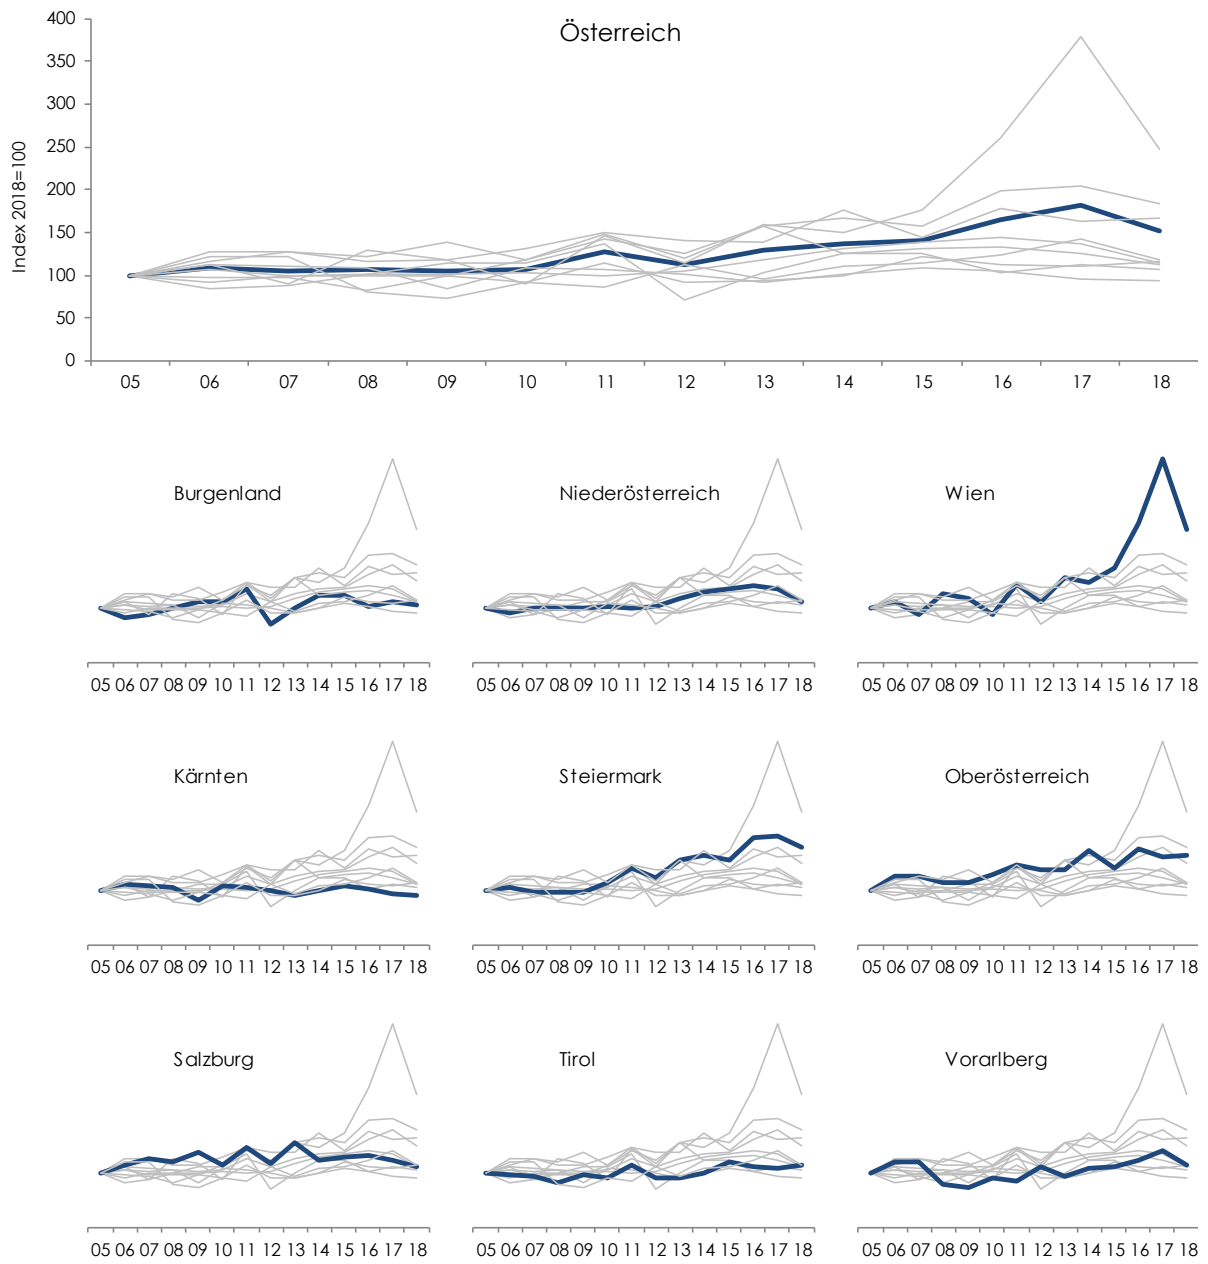 Österreich
400
350
300
250
200
150
100
50
0
Index 2018=100
05 06 07 08 09 10 11 12 13 14 15 16 17 18
Burgenland Niederösterreich Wien
05 06 07 08 09 10 11 12 13 14 15 16 17 18 05 06 07 08 09 10 11 12 13 14 15 16 17 18 05 06 07 08 09 10 11 12 13 14 15 16 17 18
Kärnten Steiermark Oberösterreich
05 06 07 08 09 10 11 12 13 14 15 16 17 18 05 06 07 08 09 10 11 12 13 14 15 16 17 18 05 06 07 08 09 10 11 12 13 14 15 16 17 18
Salzburg Tirol Vorarlberg
05 06 07 08 09 10 11 12 13 14 15 16 17 18 05 06 07 08 09 10 11 12 13 14 15 16 17 18 05 06 07 08 09 10 11 12 13 14 15 16 17 18